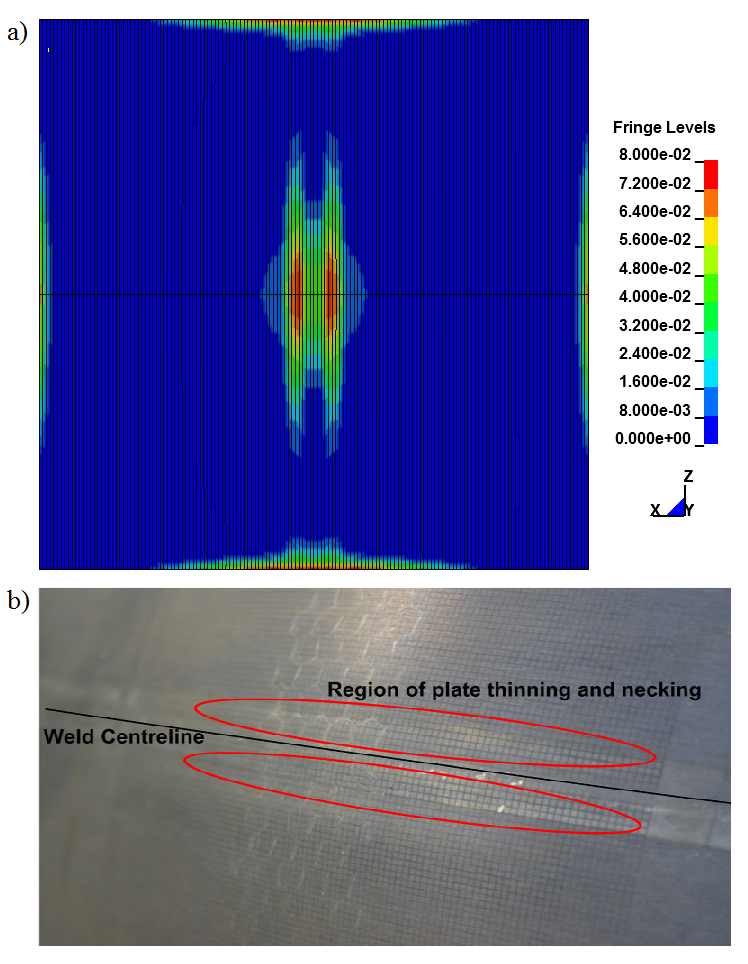 a)
Fringe Levels
8.000e-02
7.200e-02
6.400e-02
5.600e-02
4.800e-02
4.000e-02
3.200e-02
2.400e-02
1.600e-02
8.000e-03
0.000e+00
Z
X Y
b)
Region of plate thinning and necking
Weld Centreline